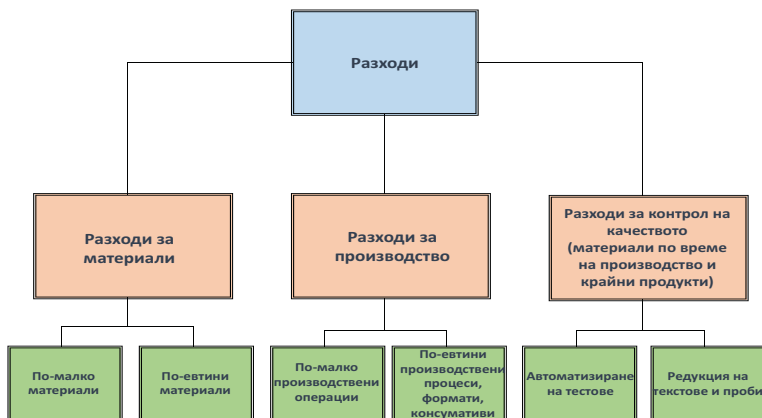 Разходи
Разходи за
материали
Разходи за
производство
Разходи за контрол на
качеството
(материали по време
на производство и
крайни продукти)
По-малко
материали
По-евтини
материали
По-малко
производствени
операции
По-евтини
производствени
процеси,
формати,
консумативи
Автоматизиране
на тестове
Редукция на
текстове и проби